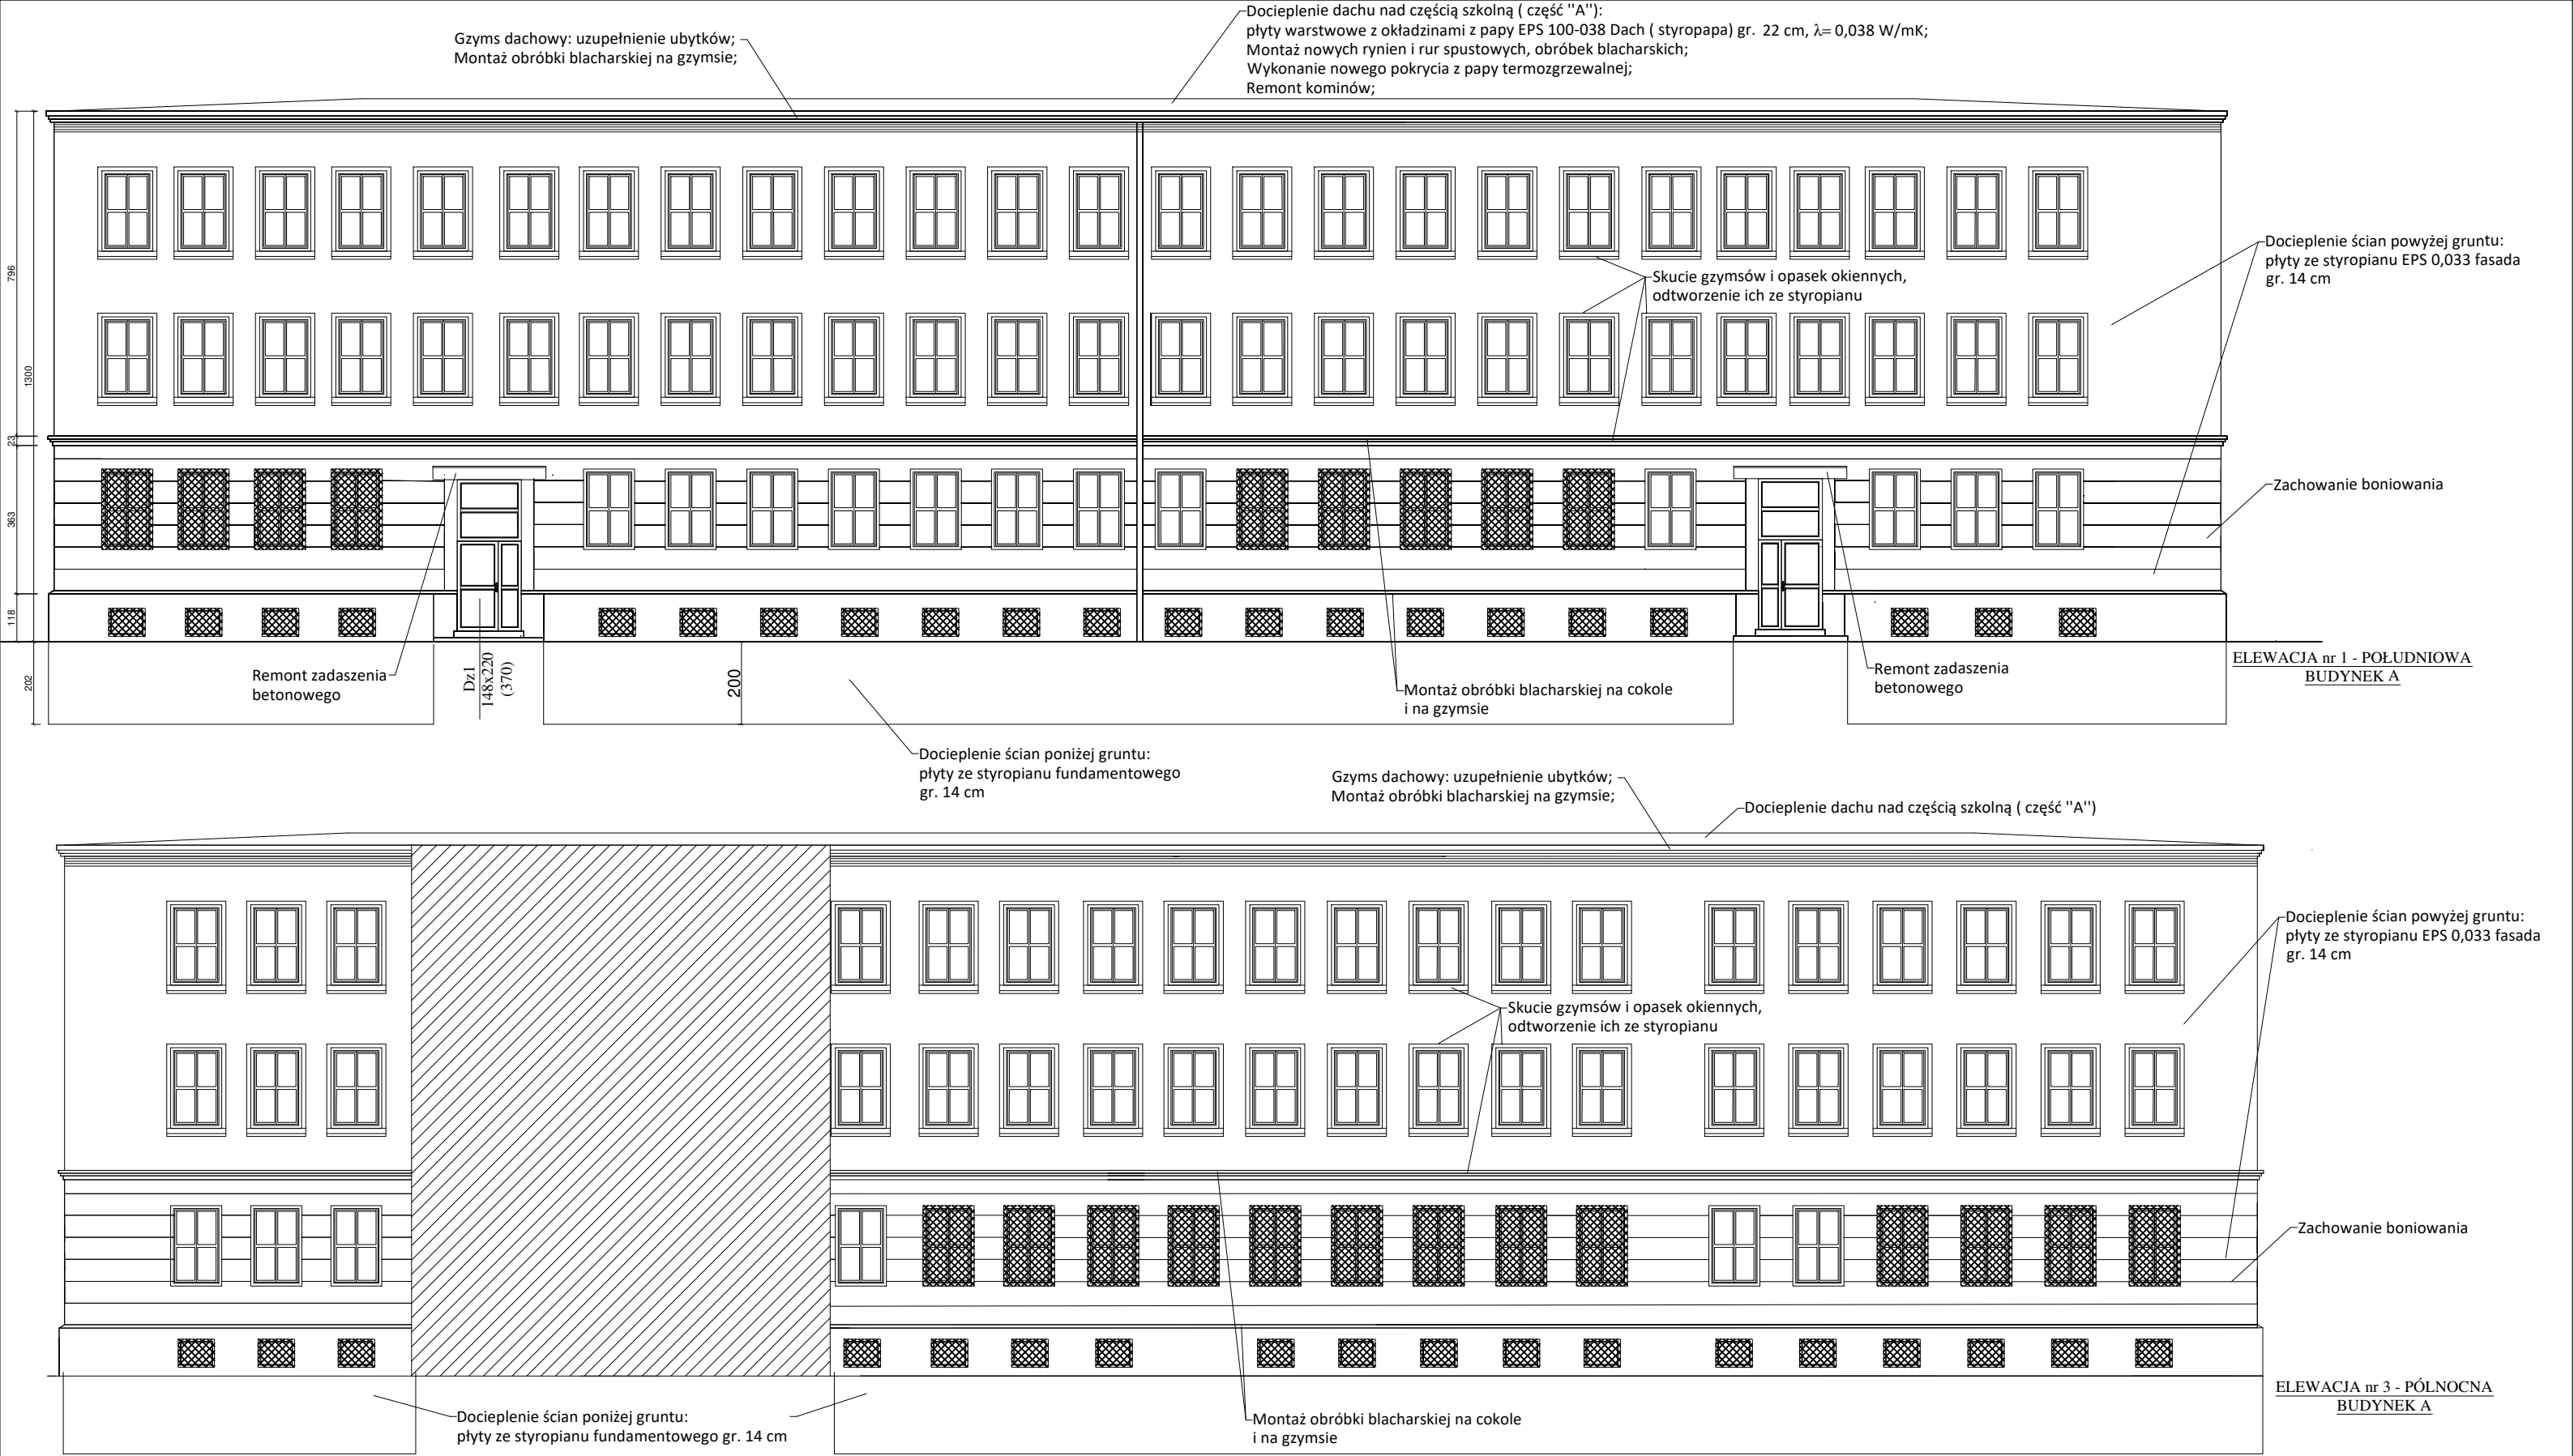 Docieplenie dachu nad częścią szkolną ( część "A"):
płyty warstwowe z okładzinami z papy EPS 100-038 Dach ( styropapa) gr. 22 cm, λ= 0,038 W/mK;
Montaż nowych rynien i rur spustowych, obróbek blacharskich;
Wykonanie nowego pokrycia z papy termozgrzewalnej;
Remont kominów;
Gzyms dachowy: uzupełnienie ubytków;
Montaż obróbki blacharskiej na gzymsie;
Docieplenie ścian powyżej gruntu:
płyty ze styropianu EPS 0,033 fasada
gr. 14 cm
Skucie gzymsów i opasek okiennych,
odtworzenie ich ze styropianu
796
1300
23
363
118
202
Zachowanie boniowania
Remont zadaszenia
betonowego
Dz1
148x220
(370)
200
Montaż obróbki blacharskiej na cokole
i na gzymsie
Remont zadaszenia
betonowego
ELEWACJA nr 1 - POŁUDNIOWA
BUDYNEK A
Docieplenie ścian poniżej gruntu:
płyty ze styropianu fundamentowego
gr. 14 cm
Gzyms dachowy: uzupełnienie ubytków;
Montaż obróbki blacharskiej na gzymsie;
Docieplenie dachu nad częścią szkolną ( część "A")
Docieplenie ścian powyżej gruntu:
płyty ze styropianu EPS 0,033 fasada
gr. 14 cm
Skucie gzymsów i opasek okiennych,
odtworzenie ich ze styropianu
Zachowanie boniowania
ELEWACJA nr 3 - PÓLNOCNA
BUDYNEK A
Docieplenie ścian poniżej gruntu:
płyty ze styropianu fundamentowego gr. 14 cm
Montaż obróbki blacharskiej na cokole
i na gzymsie